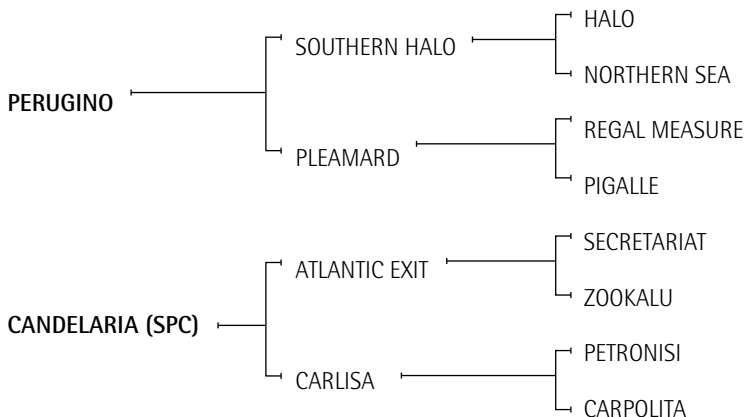 HALO
SOUTHERN HALO
NORTHERN SEA
PERUGINO
REGAL MEASURE
PLEAMARD
PIGALLE
SECRETARIAT
ATLANTIC EXIT
ZOOKALU
CANDELARIA (SPC)
PETRONISI
CARLISA
CARPOLITA